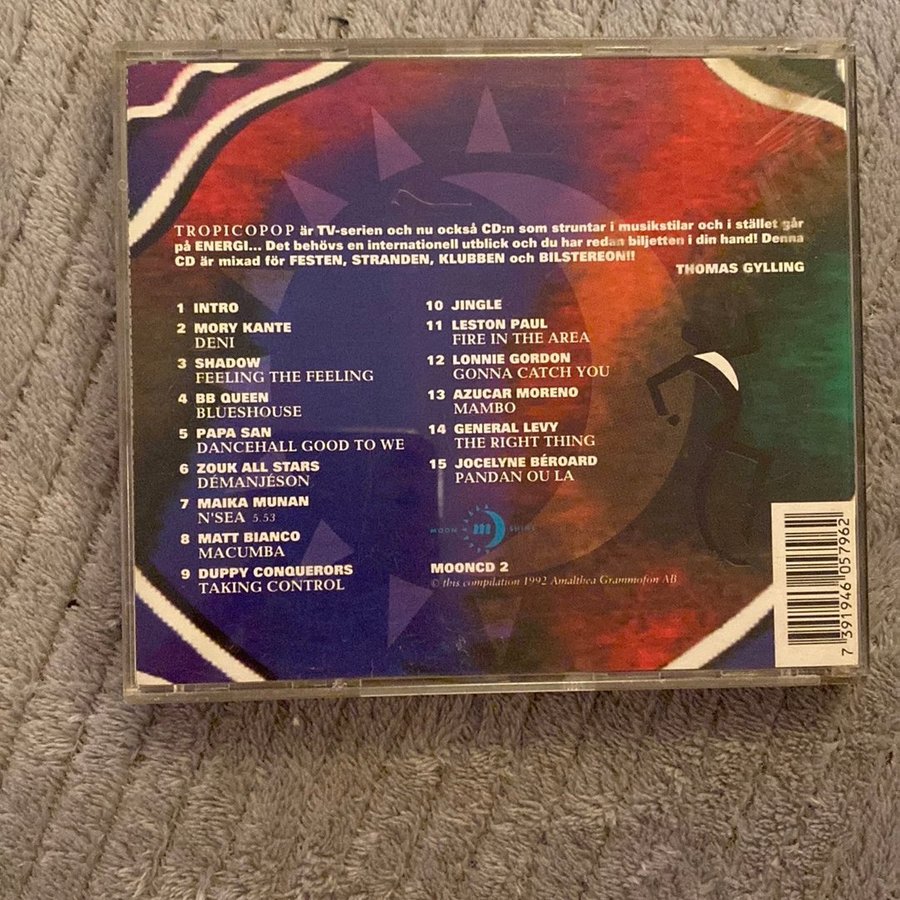 TROPICOPOP är TV-serien och nu också CD:n som struntar i musikstilar och i stället går
på ENERGI... Det behövs en internationell utblick och du har redan biljetten i din hand! Denna
CD är mixad för FESTEN, STRANDEN, KLUBBEN och BILSTEREON!!
THOMAS GYLLING
1 INTRO
2 MORY KANTE
DENI
3 SHADOW
FEELING THE FEELING
4 BB QUEEN
BLUESHOUSE
5 PAPA SAN
DANCEHALL GOOD TO WE
6 ZOUK ALL STARS
DÉMANJÉSON
7 MAIKA MUNAN
N'SEA 5.53
8 MATT BIANCO
MACUMBA
9 DUPPY CONQUERORS
TAKING CONTROL
10 JINGLE
11 LESTON PAUL
FIRE IN THE AREA
12 LONNIE GORDON
GONNA CATCH YOU
13 AZUCAR MORENO
MAMBO
14 GENERAL LEVY
THE RIGHT THING
15 JOCELYNE BÉROARD
PANDAN OU LA
MOON m SHINE
MOONCD 2
© this compilation 1992 Amalthea Grammofon AB
7 391946 057962